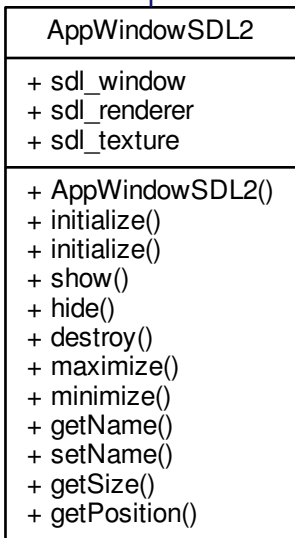 AppWindowSDL2
+ sdl_window
+ sdl_renderer
+ sdl_texture
+ AppWindowSDL2()
+ initialize()
+ initialize()
+ show()
+ hide()
+ destroy()
+ maximize()
+ minimize()
+ getName()
+ setName()
+ getSize()
+ getPosition()